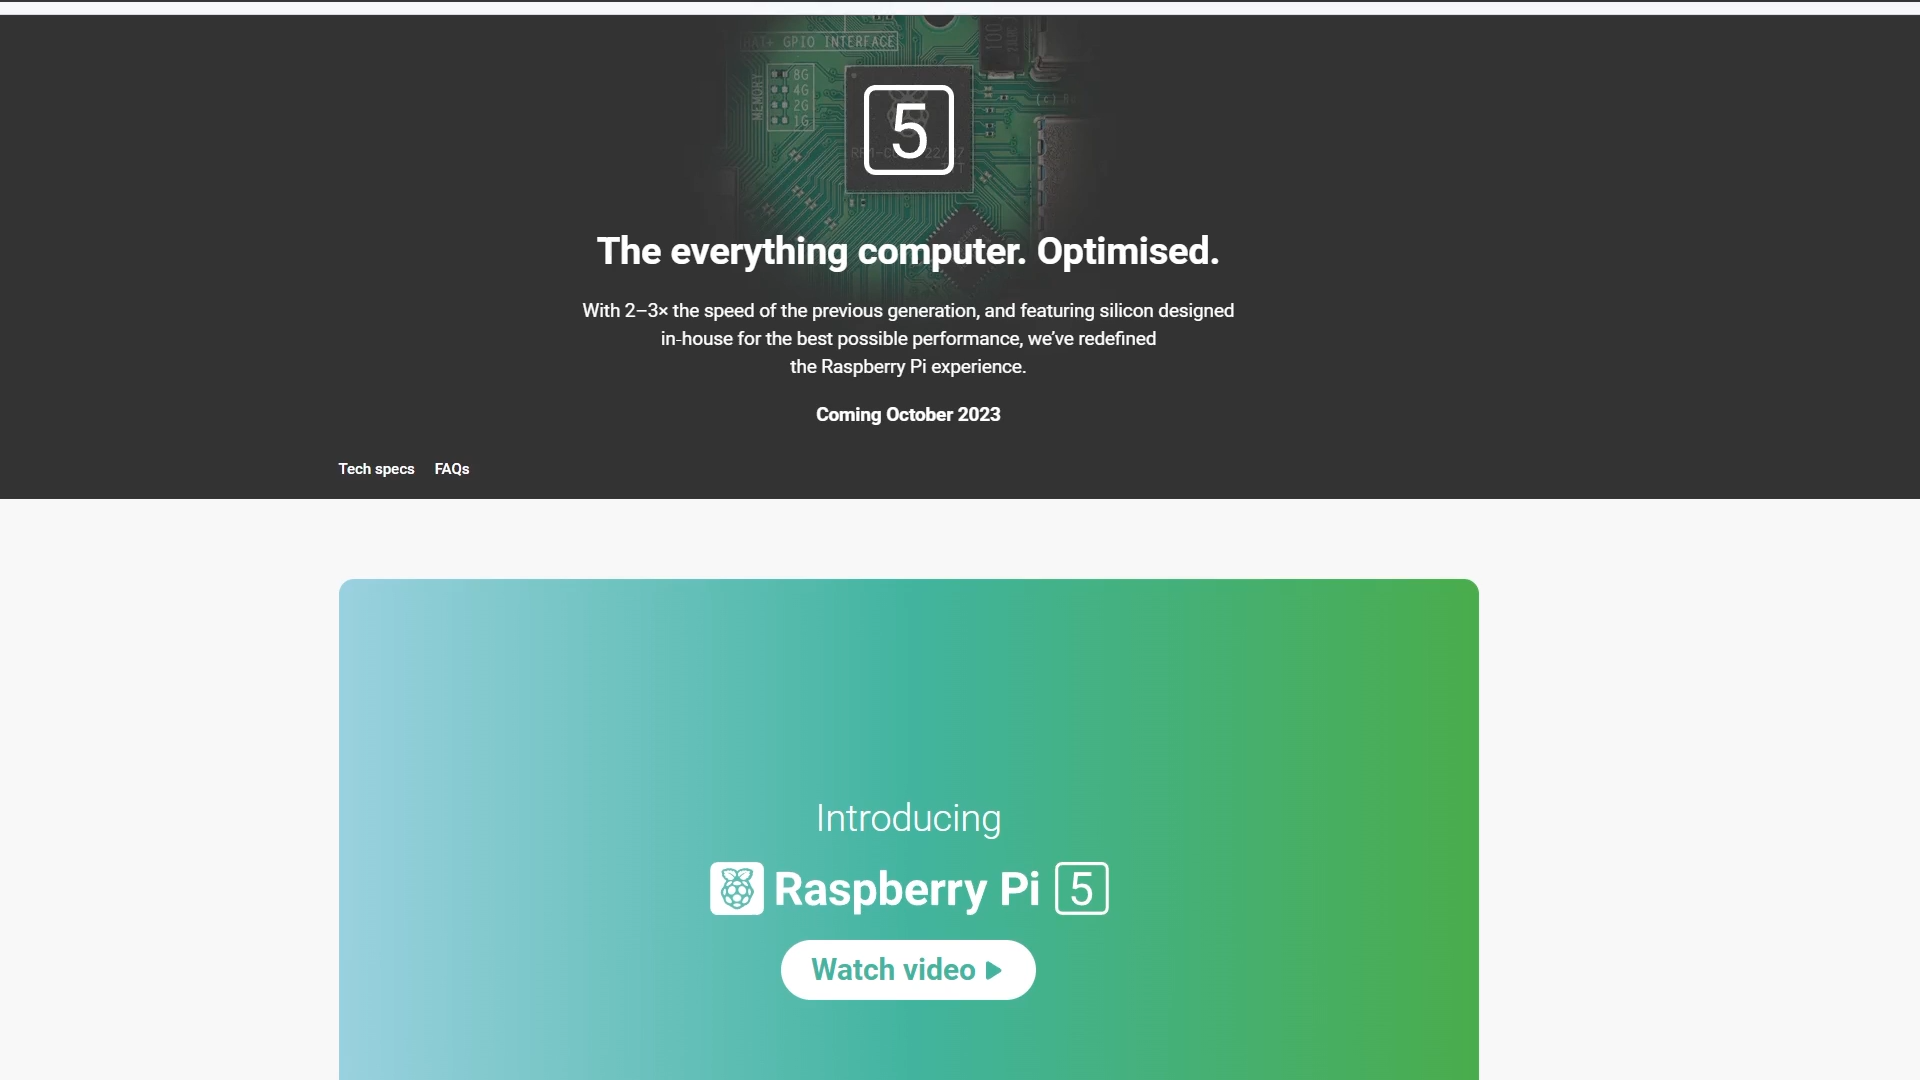 GPIO INTERFACE
MEMORY
8G
4G
2G
1G
100
5
The everything computer. Optimised.
With 2–3× the speed of the previous generation, and featuring silicon designed
in-house for the best possible performance, we’ve redefined
the Raspberry Pi experience.
Coming October 2023
Tech specs FAQs
Introducing
Raspberry Pi 5
Watch video